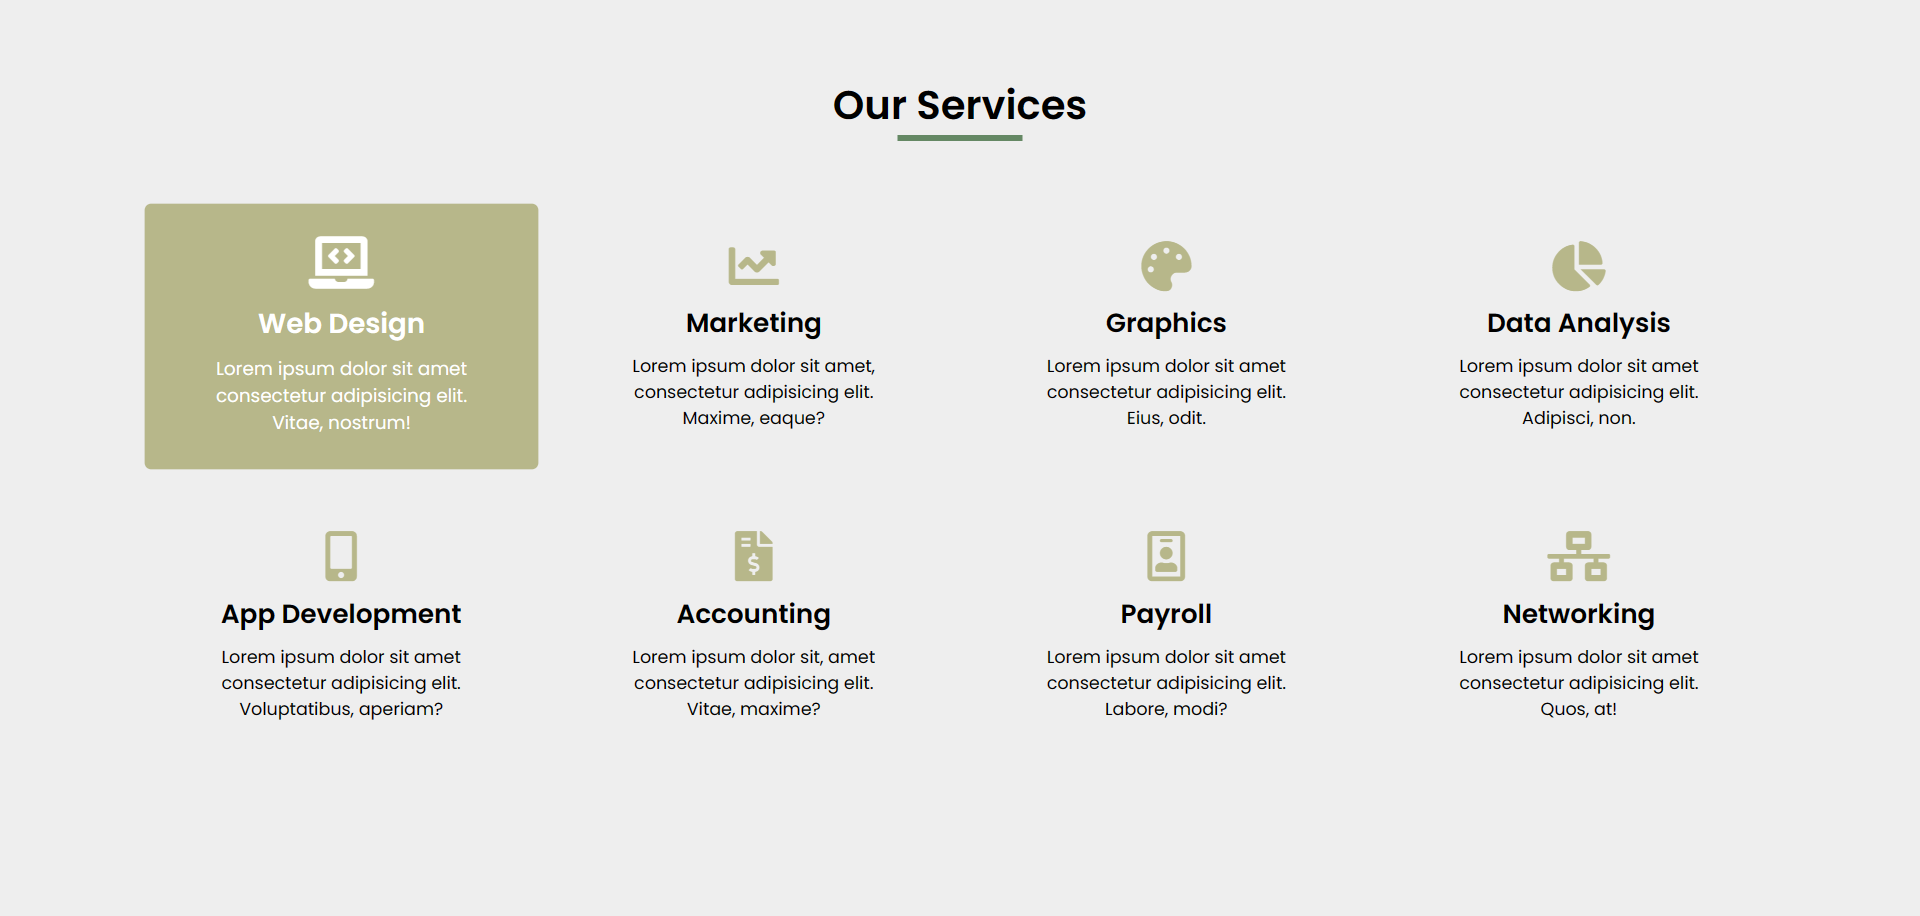 Our Services
Web Design
Lorem ipsum dolor sit amet
consectetur adipisicing elit.
Vitae, nostrum!
Marketing
Lorem ipsum dolor sit amet,
consectetur adipisicing elit.
Maxime, eaque?
Graphics
Lorem ipsum dolor sit amet
consectetur adipisicing elit.
Eius, odit.
Data Analysis
Lorem ipsum dolor sit amet
consectetur adipisicing elit.
Adipisci, non.
App Development
Lorem ipsum dolor sit amet
consectetur adipisicing elit.
Voluptatibus, aperiam?
$
Accounting
Lorem ipsum dolor sit, amet
consectetur adipisicing elit.
Vitae, maxime?
Payroll
Lorem ipsum dolor sit amet
consectetur adipisicing elit.
Labore, modi?
Networking
Lorem ipsum dolor sit amet
consectetur adipisicing elit.
Quos, at!